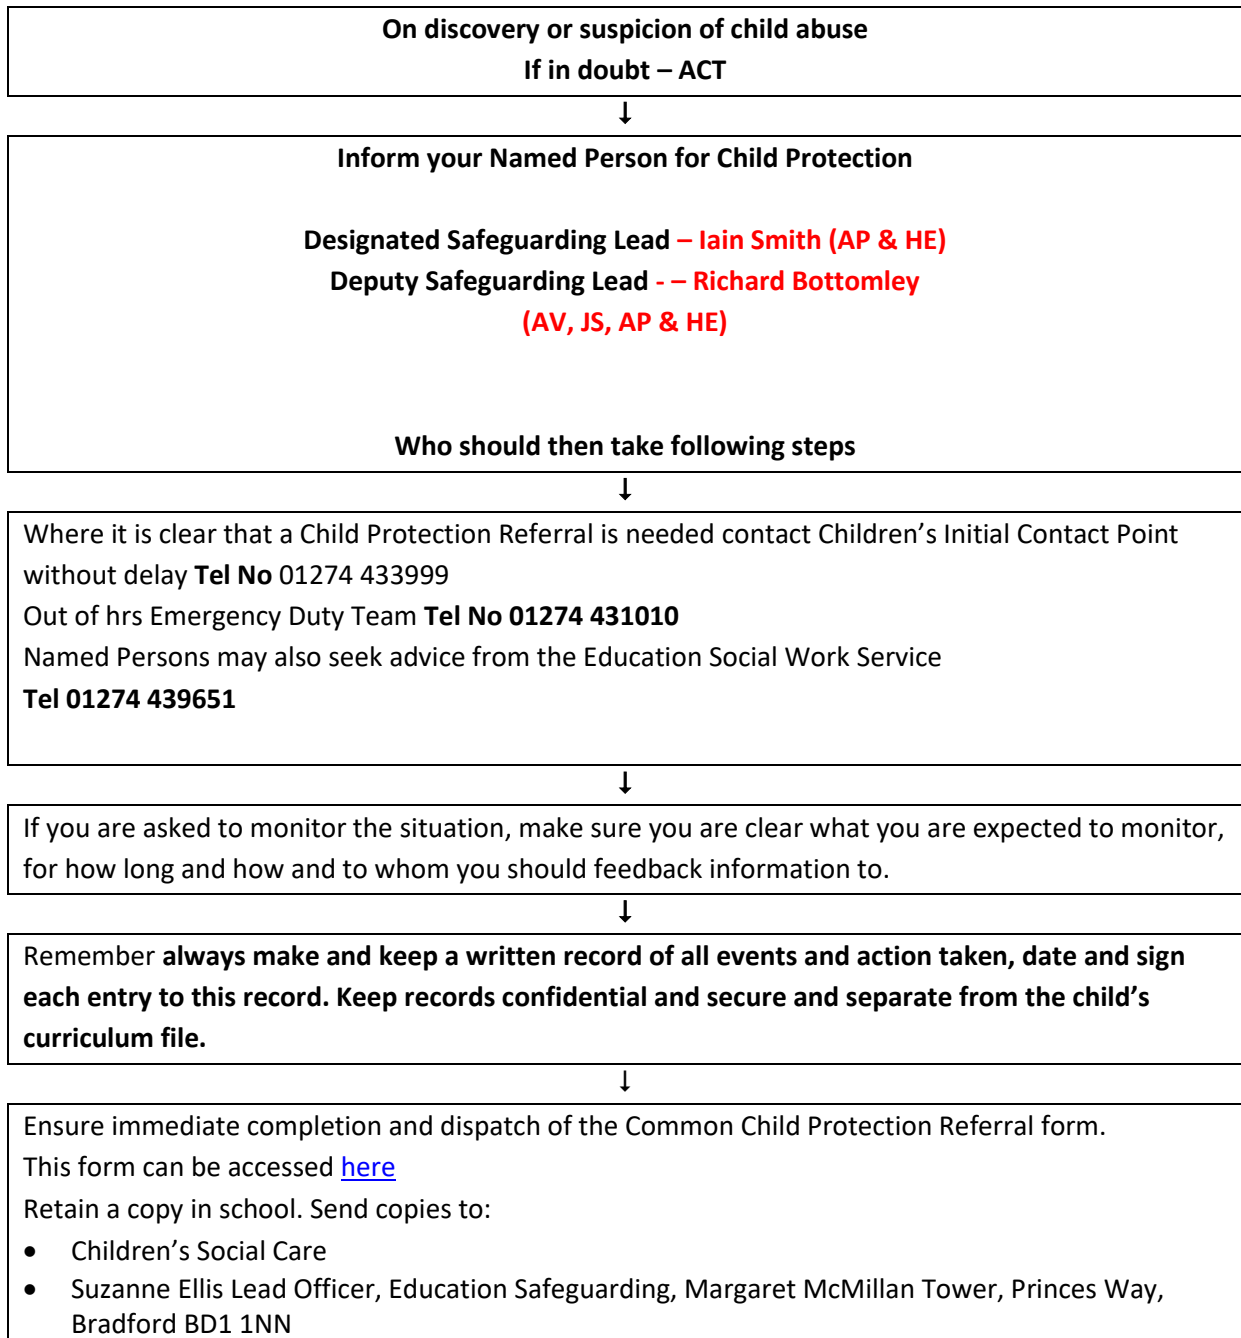 On discovery or suspicion of child abuse
If in doubt – ACT
↓
Inform your Named Person for Child Protection
Designated Safeguarding Lead – Iain Smith (AP & HE)
Deputy Safeguarding Lead - – Richard Bottomley
(AV, JS, AP & HE)
Who should then take following steps
↓
Where it is clear that a Child Protection Referral is needed contact Children’s Initial Contact Point
without delay Tel No 01274 433999
Out of hrs Emergency Duty Team Tel No 01274 431010
Named Persons may also seek advice from the Education Social Work Service
Tel 01274 439651
↓
If you are asked to monitor the situation, make sure you are clear what you are expected to monitor,
for how long and how and to whom you should feedback information to.
↓
Remember always make and keep a written record of all events and action taken, date and sign
each entry to this record. Keep records confidential and secure and separate from the child’s
curriculum file.
↓
Ensure immediate completion and dispatch of the Common Child Protection Referral form.
This form can be accessed here
Retain a copy in school. Send copies to:
• Children’s Social Care
• Suzanne Ellis Lead Officer, Education Safeguarding, Margaret McMillan Tower, Princes Way,
Bradford BD1 1NN